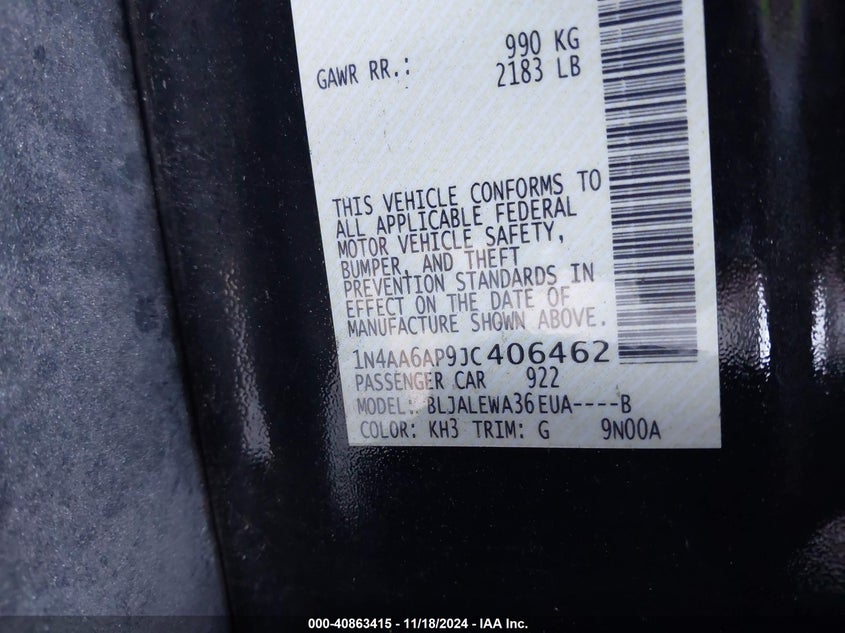 990 KG
GAWR RR.: 2183 LB
THIS VEHICLE CONFORMS TO
ALL APPLICABLE FEDERAL
MOTOR VEHICLE SAFETY,
BUMPER, AND THEFT
PREVENTION STANDARDS IN
EFFECT ON THE DATE OF
MANUFACTURE SHOWN ABOVE.
1N4AA6AP9JC406462
PASSENGER CAR 922
MODEL: BLJALEWA36EUA----B
COLOR: KH3 TRIM: G 9N00A
000-40863415 - 11/18/2024 - IAA Inc.